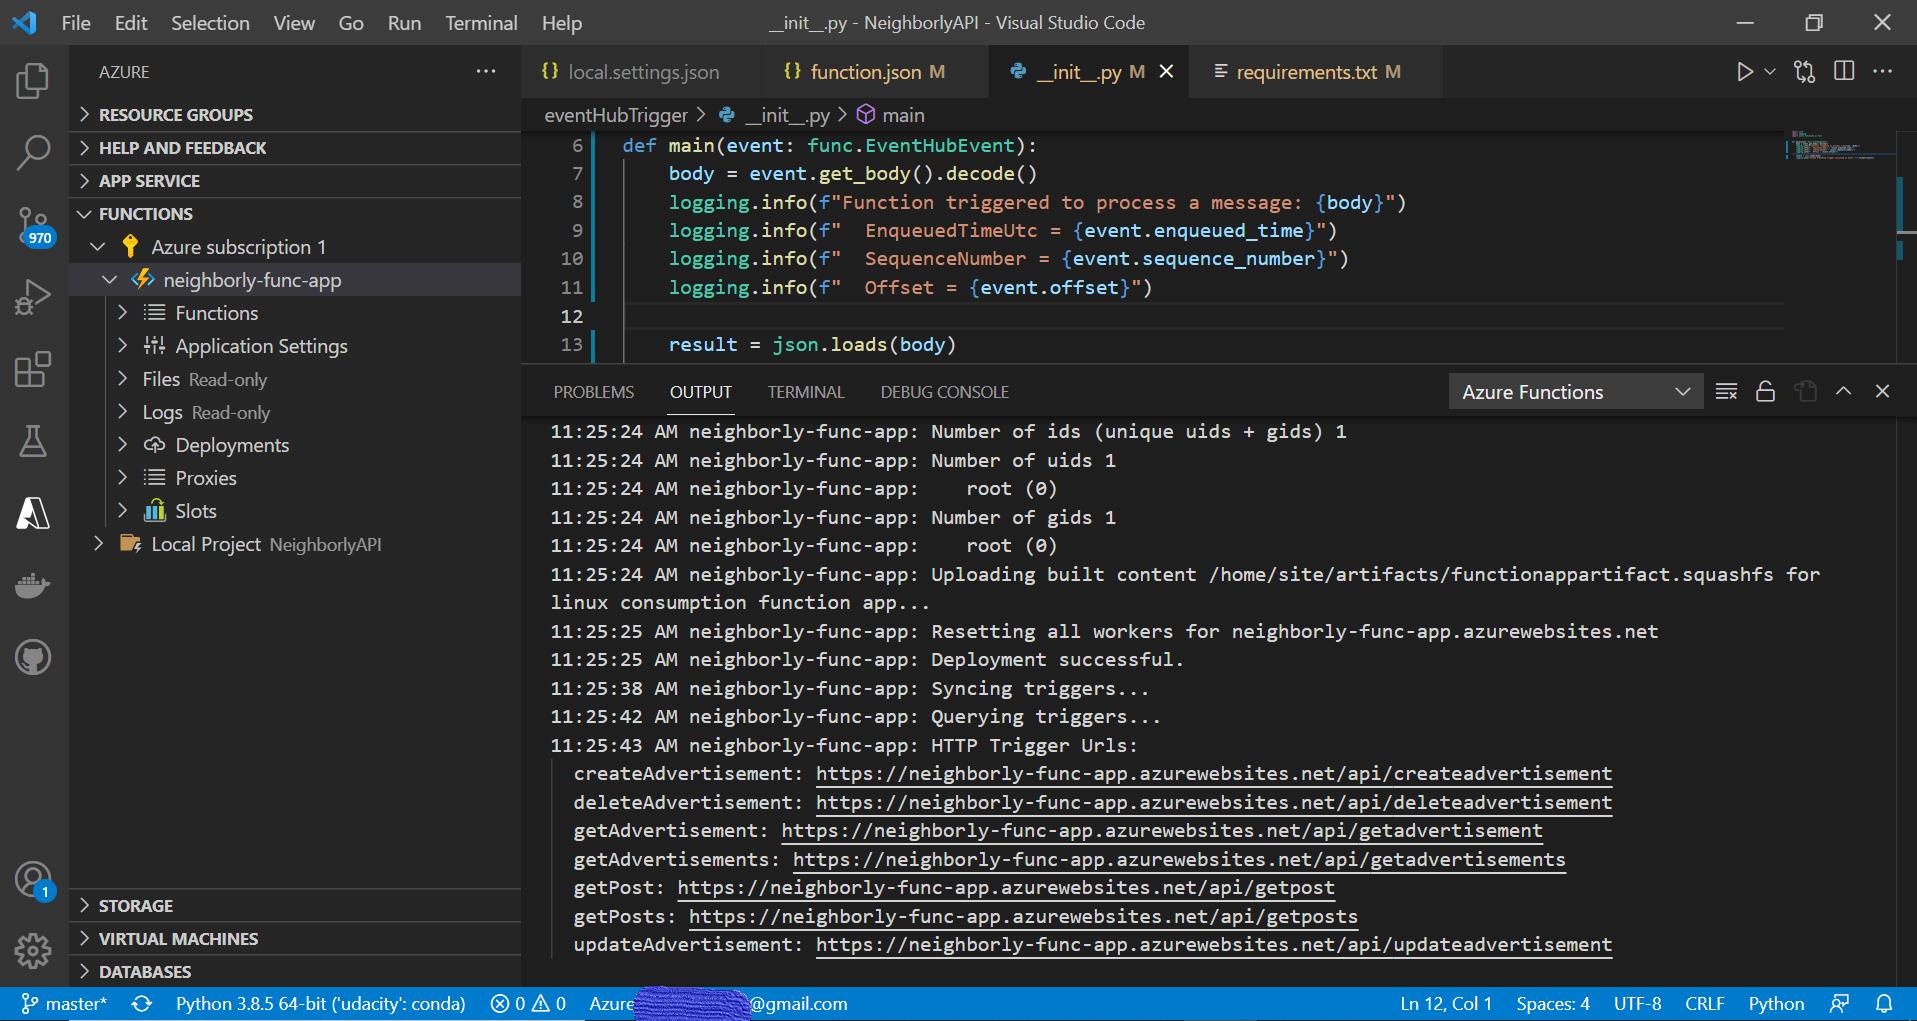 File Edit Selection View Go Run Terminal Help
__init__.py - NeighborlyAPI - Visual Studio Code
AZURE
RESOURCE GROUPS
HELP AND FEEDBACK
APP SERVICE
FUNCTIONS
Azure subscription 1
neighborly-func-app
Functions
Application Settings
Files Read-only
Logs Read-only
Deployments
Proxies
Slots
Local Project NeighborlyAPI
STORAGE
VIRTUAL MACHINES
DATABASES
970
1
local.settings.json
function.json M
__init__.py M
requirements.txt M
eventHubTrigger > __init__.py > main
6 def main(event: func.EventHubEvent):
7 body = event.get_body().decode()
8 logging.info(f"Function triggered to process a message: {body}")
9 logging.info(f"  EnqueuedTimeUtc = {event.enqueued_time}")
10 logging.info(f"  SequenceNumber = {event.sequence_number}")
11 logging.info(f"  Offset = {event.offset}")
12
13 result = json.loads(body)
PROBLEMS OUTPUT TERMINAL DEBUG CONSOLE
Azure Functions
11:25:24 AM neighborly-func-app: Number of ids (unique uids + gids) 1
11:25:24 AM neighborly-func-app: Number of uids 1
11:25:24 AM neighborly-func-app:    root (0)
11:25:24 AM neighborly-func-app: Number of gids 1
11:25:24 AM neighborly-func-app:    root (0)
11:25:24 AM neighborly-func-app: Uploading built content /home/site/artifacts/functionappartifact.squashfs for
linux consumption function app...
11:25:25 AM neighborly-func-app: Resetting all workers for neighborly-func-app.azurewebsites.net
11:25:25 AM neighborly-func-app: Deployment successful.
11:25:38 AM neighborly-func-app: Syncing triggers...
11:25:42 AM neighborly-func-app: Querying triggers...
11:25:43 AM neighborly-func-app: HTTP Trigger Urls:
createAdvertisement: https://neighborly-func-app.azurewebsites.net/api/createadvertisement
deleteAdvertisement: https://neighborly-func-app.azurewebsites.net/api/deleteadvertisement
getAdvertisement: https://neighborly-func-app.azurewebsites.net/api/getadvertisement
getAdvertisements: https://neighborly-func-app.azurewebsites.net/api/getadvertisements
getPost: https://neighborly-func-app.azurewebsites.net/api/getpost
getPosts: https://neighborly-func-app.azurewebsites.net/api/getposts
updateAdvertisement: https://neighborly-func-app.azurewebsites.net/api/updateadvertisement
master* Python 3.8.5 64-bit ('udacity': conda) 0 0 Azure @gmail.com Ln 12, Col 1 Spaces: 4 UTF-8 CRLF Python